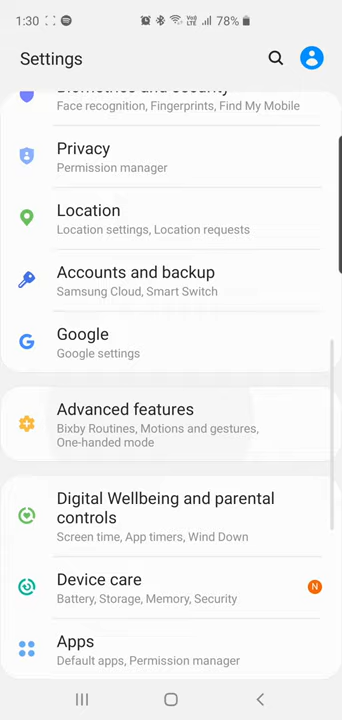 1:30
VoI)
LTE
78%
Settings
Biometrics and security
Face recognition, Fingerprints, Find My Mobile
Privacy
Permission manager
Location
Location settings, Location requests
Accounts and backup
Samsung Cloud, Smart Switch
Google
Google settings
Advanced features
Bixby Routines, Motions and gestures,
One-handed mode
Digital Wellbeing and parental
controls
Screen time, App timers, Wind Down
Device care
N
Battery, Storage, Memory, Security
Apps
Default apps, Permission manager